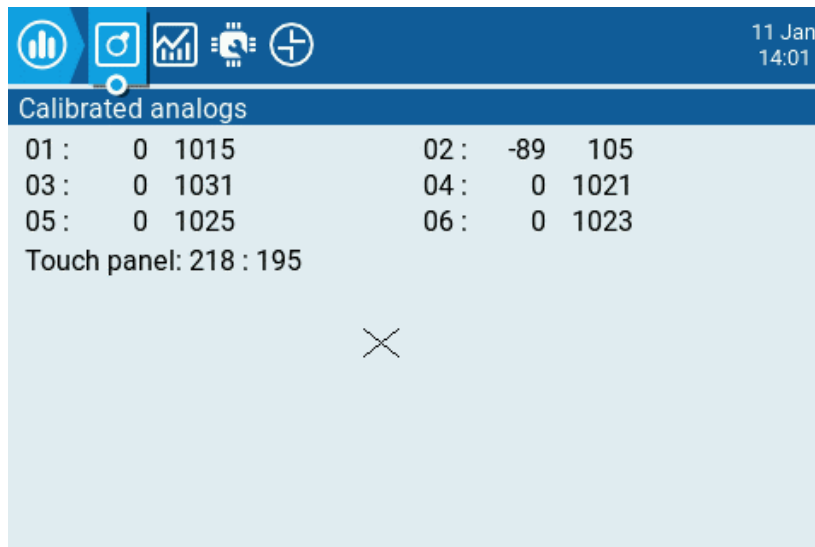 11 Jan
14:01
Calibrated analogs
01 : 0 1015 02 : -89 105
03 : 0 1031 04 : 0 1021
05 : 0 1025 06 : 0 1023
Touch panel: 218 : 195